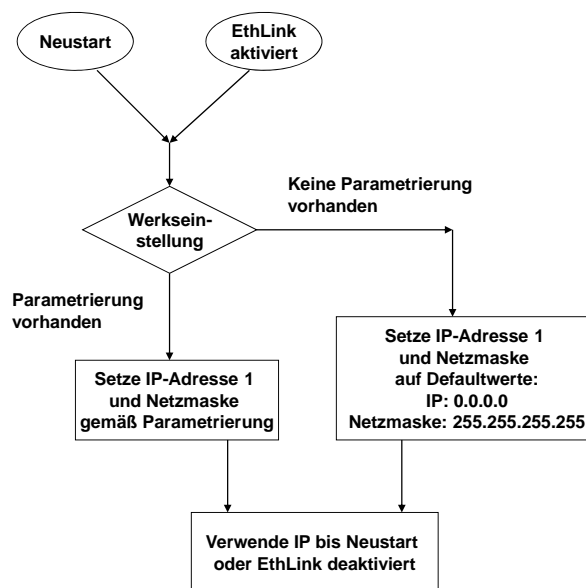 Neustart
EthLink
aktiviert
Keine Parametrierung
vorhanden
Werksein-
stellung
Parametrierung
vorhanden
Setze IP-Adresse 1
und Netzmaske
gemäß Parametrierung
Setze IP-Adresse 1
und Netzmaske
auf Defaultwerte:
IP: 0.0.0.0
Netzmaske: 255.255.255.255
Verwende IP bis Neustart
oder EthLink deaktiviert